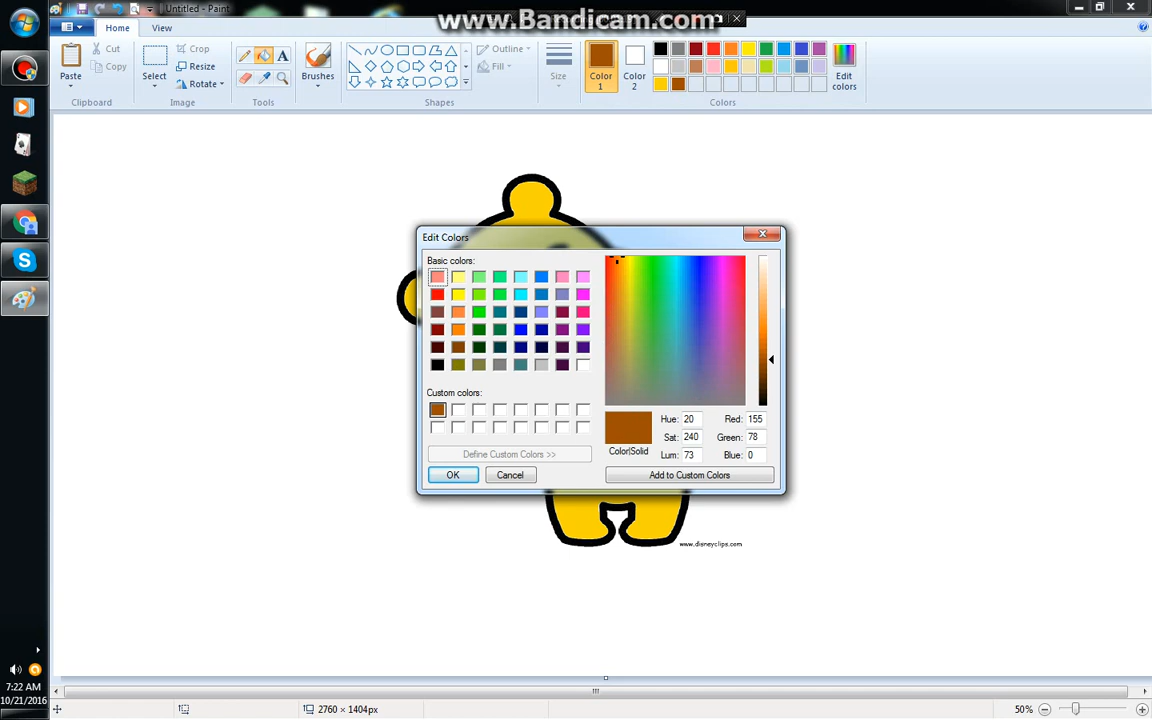 Untitled - Paint
www.Bandicam.com
Home
View
Paste
Cut
Copy
Clipboard
Select
Crop
Resize
Rotate
Image
A
Tools
Brushes
Outline
Fill
Shapes
Size
Color 1
Color 2
Edit colors
Colors
Edit Colors
Basic colors:
Custom colors:
Define Custom Colors >>
OK
Cancel
Color|Solid
Hue: 20
Sat: 240
Lum: 73
Red: 155
Green: 78
Blue: 0
Add to Custom Colors
www.disneyclips.com
7:22 AM
10/21/2016
2760 × 1404px
50%